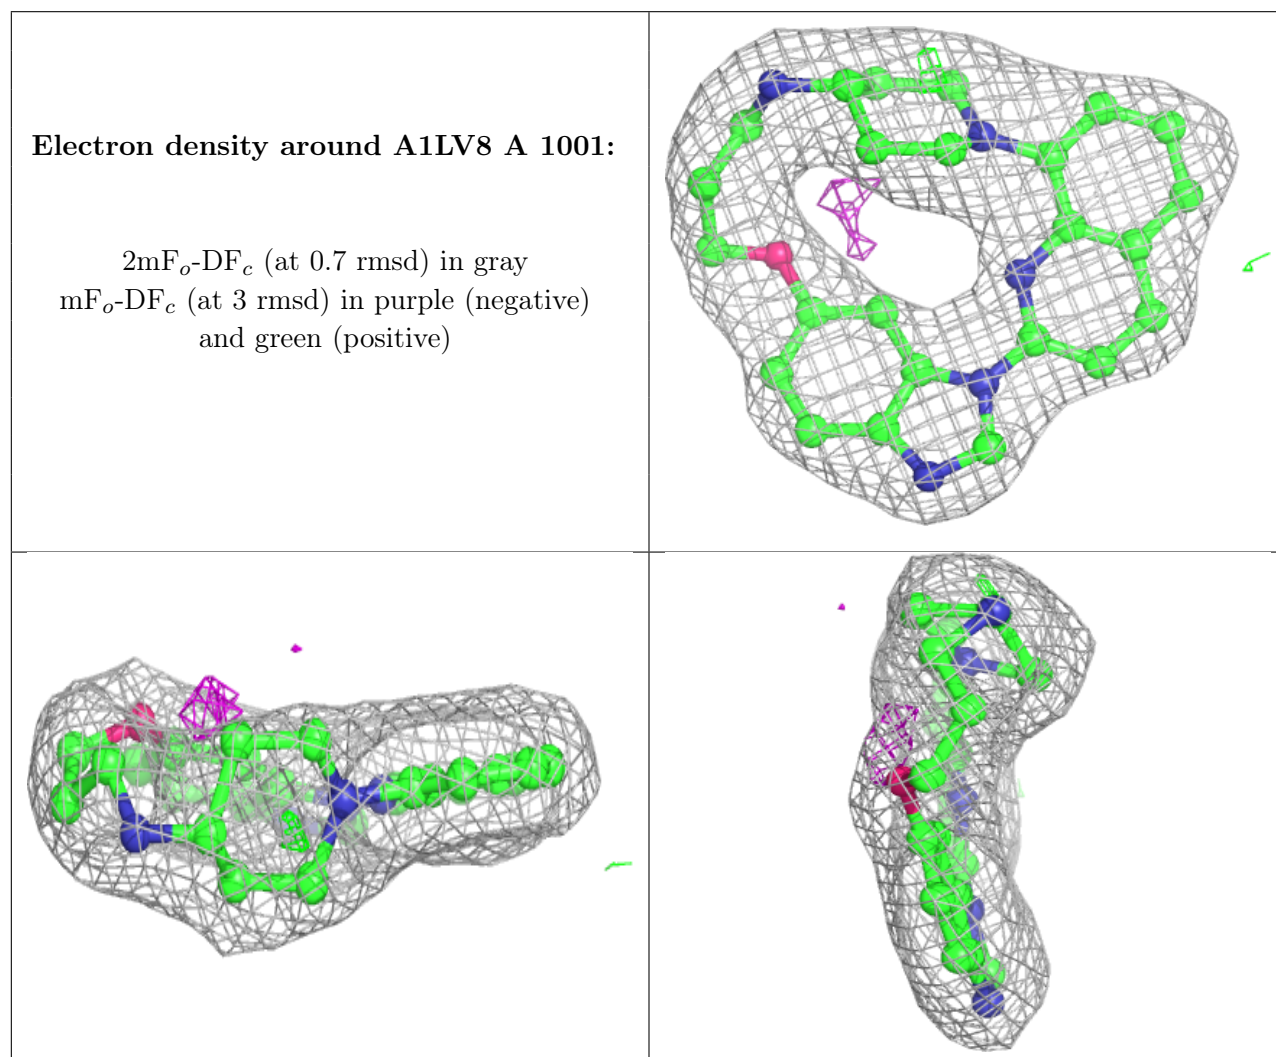 Electron density around A1LV8 A 1001:
2mFo-DFc (at 0.7 rmsd) in gray
mFo-DFc (at 3 rmsd) in purple (negative)
and green (positive)